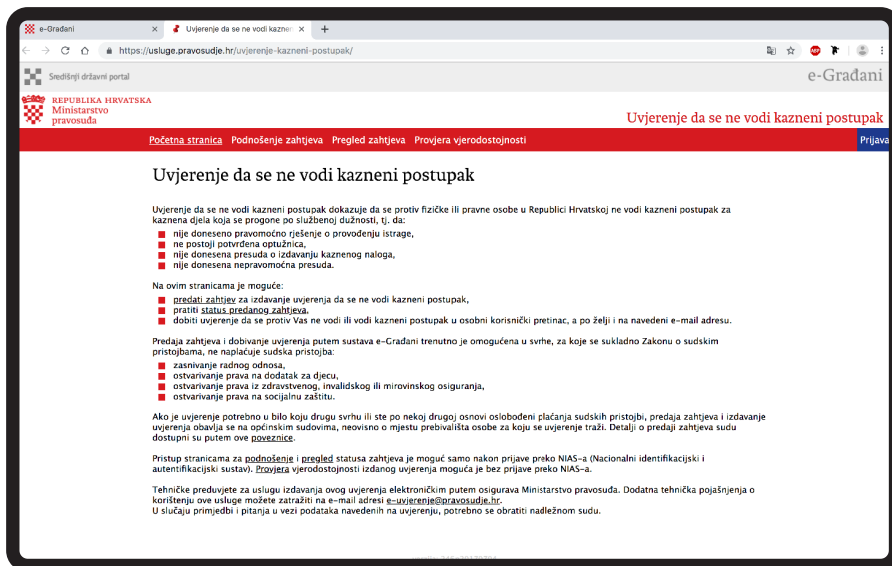 e-Građani
Uvjerenje da se ne vodi kaznen
https://usluge.pravosudje.hr/uvjerenje-kazneni-postupak/
ABP
Središnji državni portal
e-Građani
REPUBLIKA HRVATSKA
Ministarstvo
pravosuđa
Uvjerenje da se ne vodi kazneni postupak
Početna stranica Podnošenje zahtjeva Pregled zahtjeva Provjera vjerodostojnosti
Prijava
Uvjerenje da se ne vodi kazneni postupak
Uvjerenje da se ne vodi kazneni postupak dokazuje da se protiv fizičke ili pravne osobe u Republici Hrvatskoj ne vodi kazneni postupak za
kaznena djela koja se progone po službenoj dužnosti, tj. da:
nije doneseno pravomoćno rješenje o provođenju istrage,
ne postoji potvrđena optužnica,
nije donesena presuda o izdavanju kaznenog naloga,
nije donesena nepravomoćna presuda.
Na ovim stranicama je moguće:
predati zahtjev za izdavanje uvjerenja da se ne vodi kazneni postupak,
pratiti status predanog zahtjeva,
dobiti uvjerenje da se protiv Vas ne vodi ili vodi kazneni postupak u osobni korisnički pretinac, a po želji i na navedeni e-mail adresu.
Predaja zahtjeva i dobivanje uvjerenja putem sustava e-Građani trenutno je omogućena u svrhe, za koje se sukladno Zakonu o sudskim
pristojbama, ne naplaćuje sudska pristojba:
zasnivanje radnog odnosa,
ostvarivanje prava na dodatak za djecu,
ostvarivanje prava iz zdravstvenog, invalidskog ili mirovinskog osiguranja,
ostvarivanje prava na socijalnu zaštitu.
Ako je uvjerenje potrebno u bilo koju drugu svrhu ili ste po nekoj drugoj osnovi oslobođeni plaćanja sudskih pristojbi, predaja zahtjeva i izdavanje
uvjerenja obavlja se na općinskim sudovima, neovisno o mjestu prebivališta osobe za koju se uvjerenje traži. Detalji o predaji zahtjeva sudu
dostupni su putem ove poveznice.
Pristup stranicama za podnošenje i pregled statusa zahtjeva je moguć samo nakon prijave preko NIAS-a (Nacionalni identifikacijski i
autentifikacijski sustav). Provjera vjerodostojnosti izdanog uvjerenja moguća je bez prijave preko NIAS-a.
Tehničke preduvjete za uslugu izdavanja ovog uvjerenja elektroničkim putem osigurava Ministarstvo pravosuđa. Dodatna tehnička pojašnjenja o
korištenju ove usluge možete zatražiti na e-mail adresi e-uvjerenje@pravosudje.hr.
U slučaju primjedbi i pitanja u vezi podataka navedenih na uvjerenju, potrebno se obratiti nadležnom sudu.